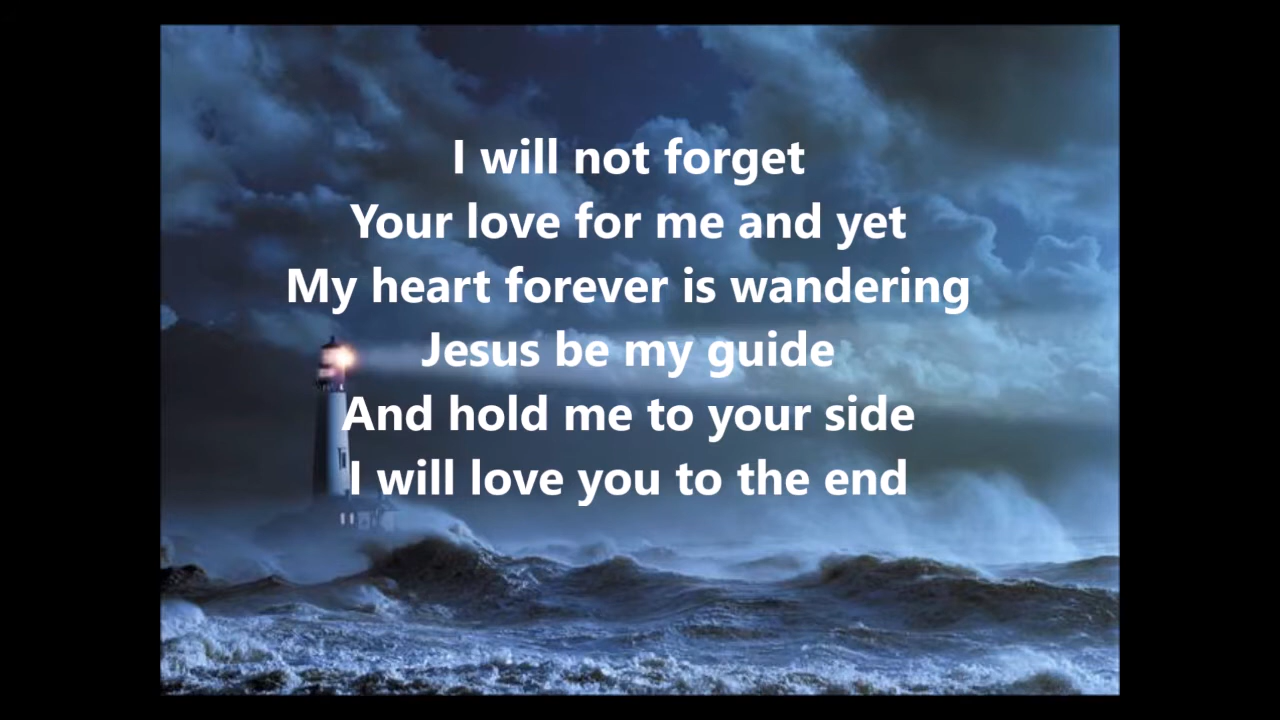 I will not forget
Your love for me and yet
My heart forever is wandering
Jesus be my guide
And hold me to your side
I will love you to the end